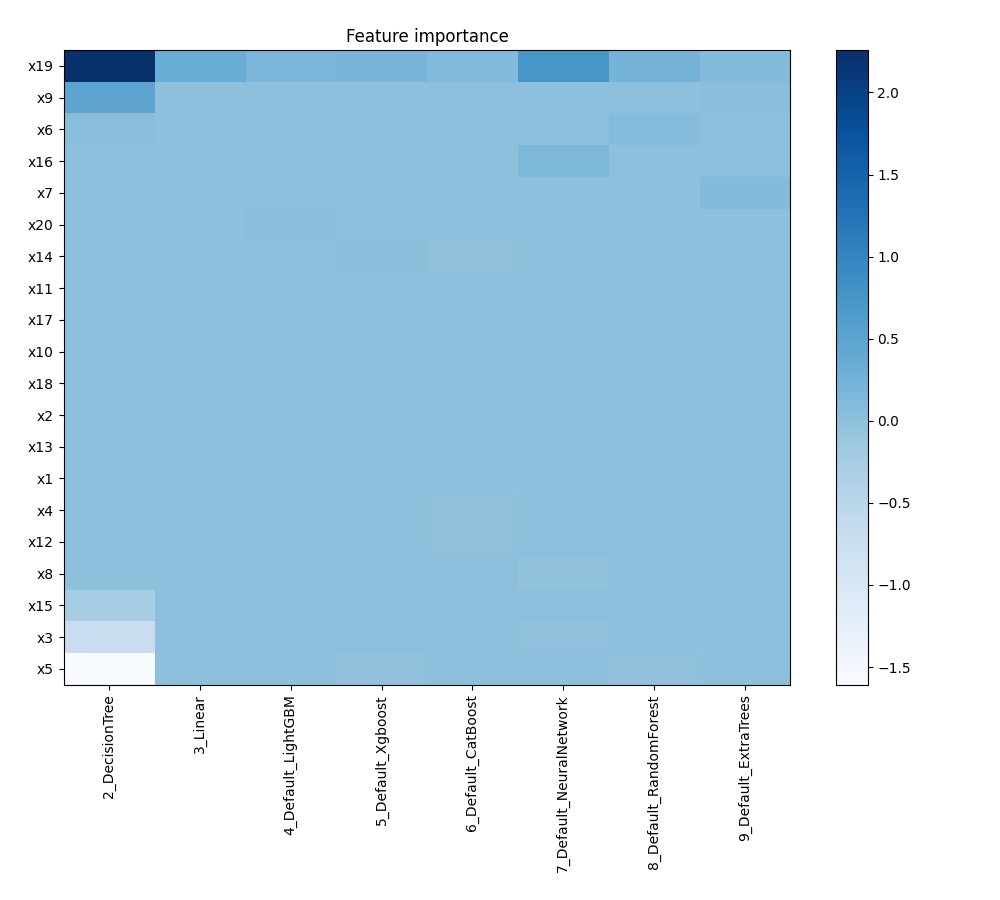 Feature importance
x19
x9
x6
x16
x7
x20
x14
x11
x17
x10
x18
x2
x13
x1
x4
x12
x8
x15
x3
x5
2_DecisionTree
3_Linear
4_Default_LightGBM
5_Default_Xgboost
6_Default_CatBoost
7_Default_NeuralNetwork
8_Default_RandomForest
9_Default_ExtraTrees
2.0
1.5
1.0
0.5
0.0
−0.5
−1.0
−1.5